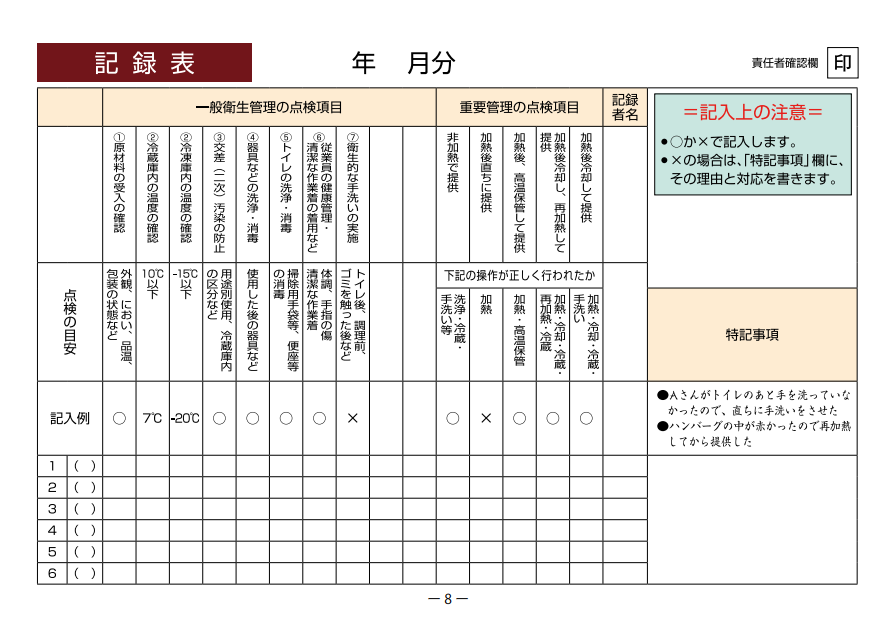 記録表
年　月分
責任者確認欄 印
一般衛生管理の点検項目
重要管理の点検項目
記録
者名
＝記入上の注意＝
●○か×で記入します。
●×の場合は、「特記事項」欄に、
その理由と対応を書きます。
①原材料の受入の確認
②冷蔵庫内の温度の確認
②冷凍庫内の温度の確認
③交差（二次）汚染の防止
④器具などの洗浄・消毒
⑤トイレの洗浄・消毒
⑥従業員の健康管理・
清潔な作業着の着用など
⑦衛生的な手洗いの実施
非加熱で提供
加熱後直ちに提供
加熱後、高温保管して提供
加熱後冷却し、再加熱して
提供
加熱後冷却して提供
点検の目安
外観、におい、品温、
包装の状態など
10℃
以下
-15℃
以下
用途別使用、冷蔵庫内
の区分など
使用した後の器具など
掃除用手袋等、便座等
の消毒
体調、手指の傷
清潔な作業着
トイレ後、調理前、
ゴミを触った後など
下記の操作が正しく行われたか
洗浄・冷蔵・
手洗い等
加熱
加熱・高温保管
加熱・冷却・冷蔵・
再加熱・冷蔵
加熱・冷却・冷蔵・
手洗い
特記事項
記入例 ○ 7℃ -20℃ ○ ○ ○ ○ × ○ × ○ ○ ○
●Aさんがトイレのあと手を洗っていな
かったので、直ちに手洗いをさせた
●ハンバーグの中が赤かったので再加熱
してから提供した
1 （ ）
2 （ ）
3 （ ）
4 （ ）
5 （ ）
6 （ ）
― 8 ―